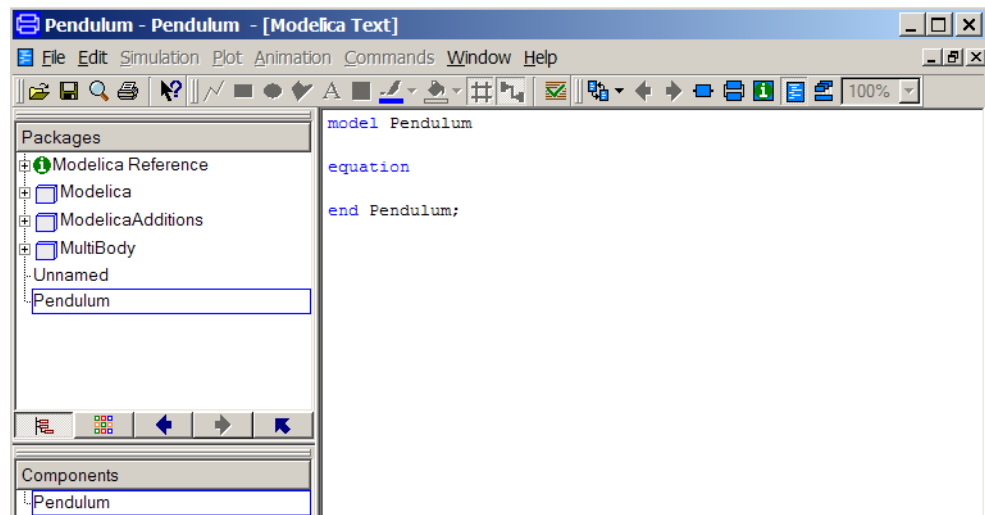 Pendulum - Pendulum - [Modelica Text]
File Edit Simulation Plot Animation Commands Window Help
A 100%
Packages
Modelica Reference
Modelica
ModelicaAdditions
MultiBody
Unnamed
Pendulum
Components
Pendulum
model Pendulum
equation
end Pendulum;